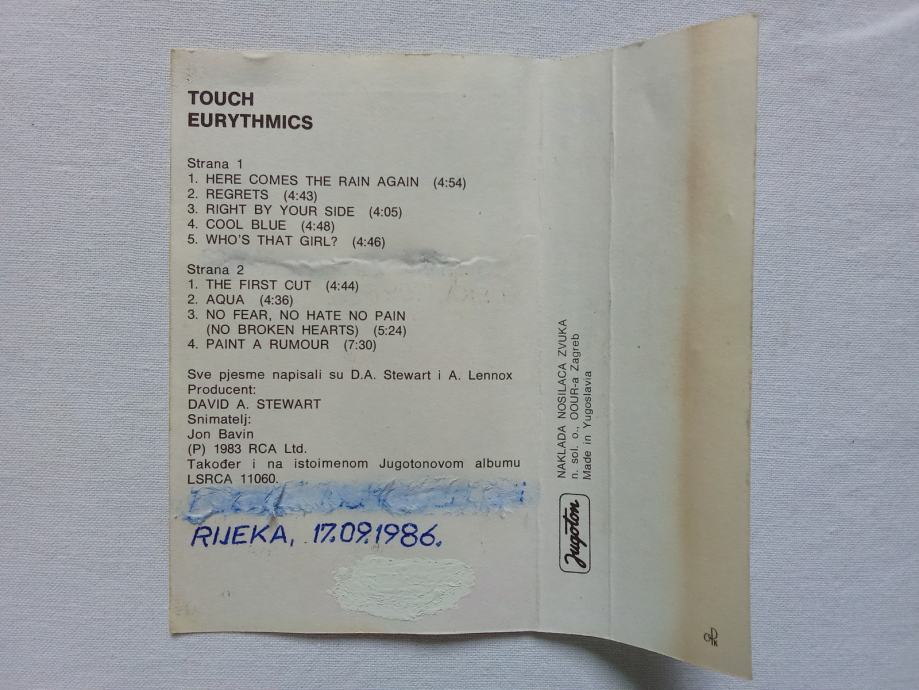 TOUCH
EURYTHMICS
Strana 1
1. HERE COMES THE RAIN AGAIN (4:54)
2. REGRETS (4:43)
3. RIGHT BY YOUR SIDE (4:05)
4. COOL BLUE (4:48)
5. WHO'S THAT GIRL? (4:46)
Strana 2
1. THE FIRST CUT (4:44)
2. AQUA (4:36)
3. NO FEAR, NO HATE NO PAIN
(NO BROKEN HEARTS) (5:24)
4. PAINT A RUMOUR (7:30)
Sve pjesme napisali su D.A. Stewart i A. Lennox
Producent:
DAVID A. STEWART
Snimatelj:
Jon Bavin
(P) 1983 RCA Ltd.
Također i na istoimenom Jugotonovom albumu
LSRCA 11060.
RIJEKA, 17.09.1986.
NAKLADA NOSILACA ZVUKA
n. sol. o., OOUR-a Zagreb
Made in Yugoslavia
Jugoton